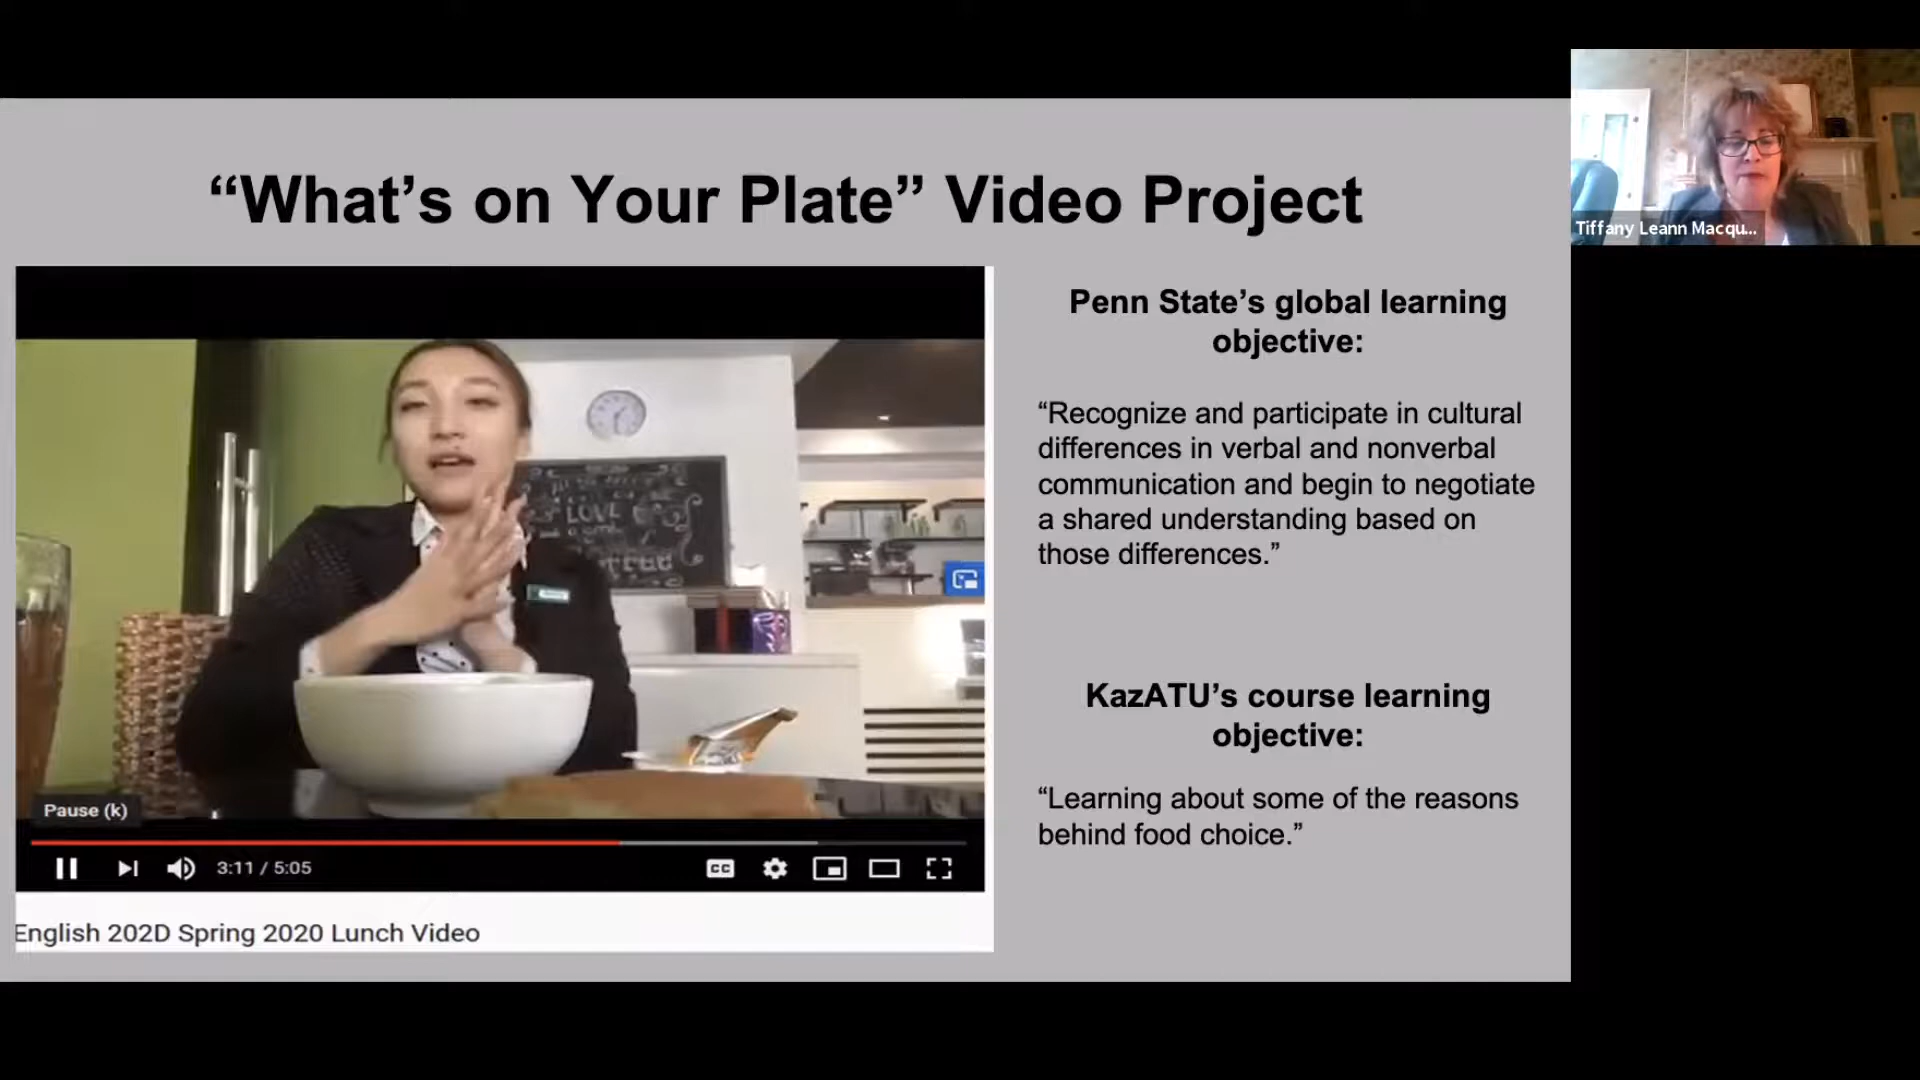 “What’s on Your Plate” Video Project
Tiffany Leann Macqu...
Penn State’s global learning
objective:
“Recognize and participate in cultural
differences in verbal and nonverbal
communication and begin to negotiate
a shared understanding based on
those differences.”
KazATU’s course learning
objective:
“Learning about some of the reasons
behind food choice.”
LOVE
Pause (k)
3:11 / 5:05
CC
English 202D Spring 2020 Lunch Video